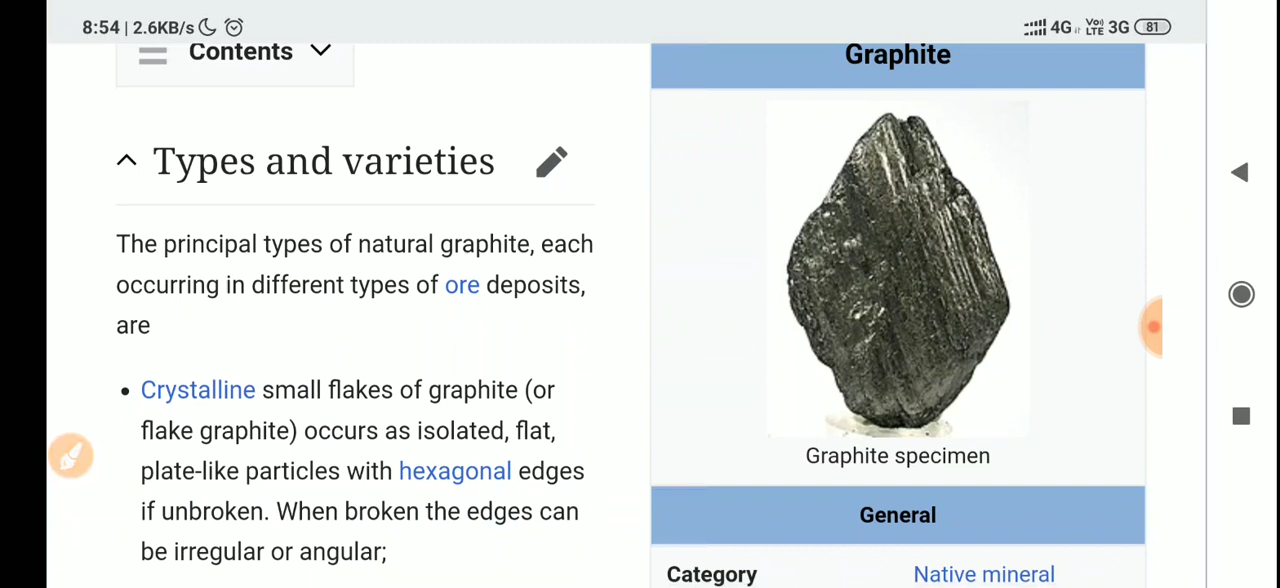 8:54 | 2.6KB/s
4G Vo) LTE 3G 81
Contents
Types and varieties
The principal types of natural graphite, each
occurring in different types of ore deposits,
are
• Crystalline small flakes of graphite (or
flake graphite) occurs as isolated, flat,
plate-like particles with hexagonal edges
if unbroken. When broken the edges can
be irregular or angular;
Graphite
Graphite specimen
General
Category Native mineral